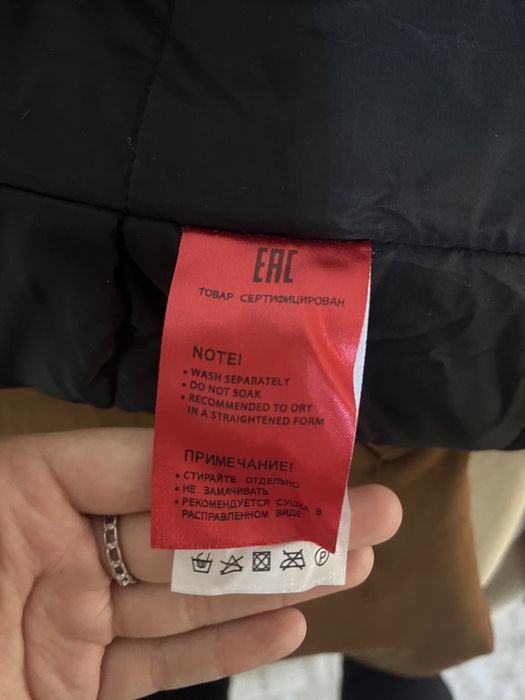 EAC
ТОВАР СЕРТИФИЦИРОВАН
NOTE!
• WASH SEPARATELY
• DO NOT SOAK
• RECOMMENDED TO DRY
IN A STRAIGHTENED FORM
ПРИМЕЧАНИЕ!
• СТИРАЙТЕ ОТДЕЛЬНО
• НЕ ЗАМАЧИВАТЬ
• РЕКОМЕНДУЕТСЯ СУШКА В
РАСПРАВЛЕННОМ ВИДЕ
P